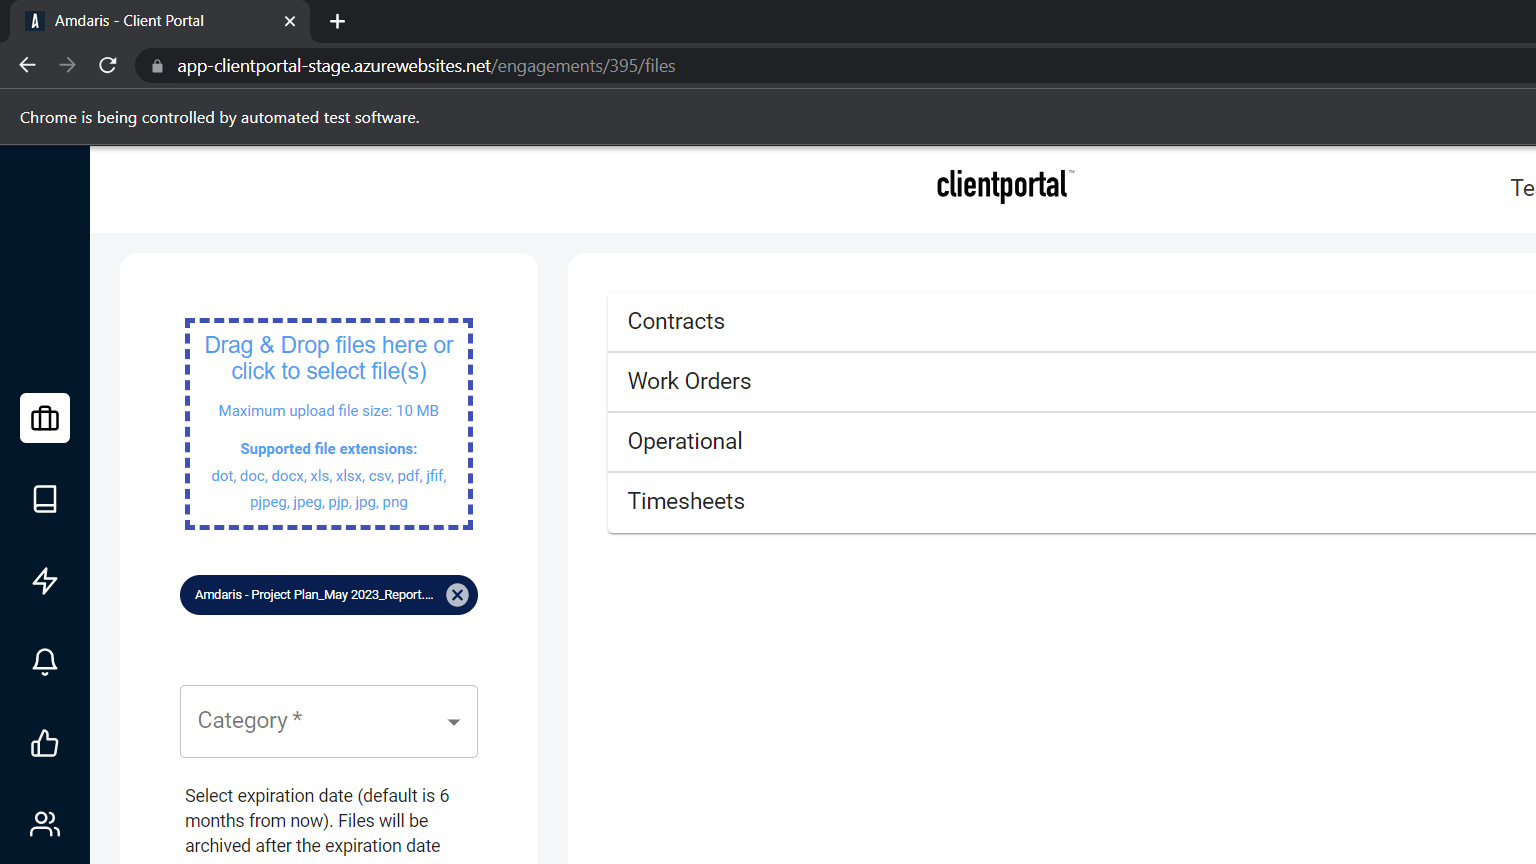 Amdaris - Client Portal
app-clientportal-stage.azurewebsites.net/engagements/395/files
Chrome is being controlled by automated test software.
clientportal™
Te
Drag & Drop files here or
click to select file(s)
Maximum upload file size: 10 MB
Supported file extensions:
dot, doc, docx, xls, xlsx, csv, pdf, jfif,
pjpeg, jpeg, pjp, jpg, png
Amdaris - Project Plan_May 2023_Report....
Category *
Select expiration date (default is 6
months from now). Files will be
archived after the expiration date
Contracts
Work Orders
Operational
Timesheets